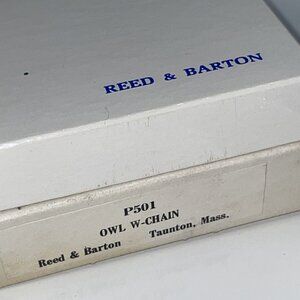 REED & BARTON
P501
OWL W-CHAIN
Reed & Barton Taunton, Mass.